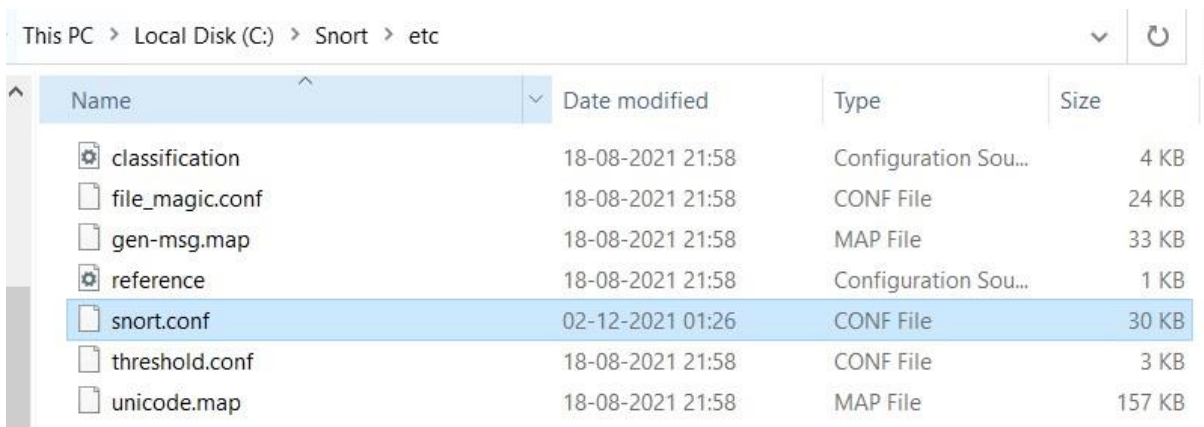 This PC > Local Disk (C:) > Snort > etc
Name Date modified Type Size
classification 18-08-2021 21:58 Configuration Sou... 4 KB
file_magic.conf 18-08-2021 21:58 CONF File 24 KB
gen-msg.map 18-08-2021 21:58 MAP File 33 KB
reference 18-08-2021 21:58 Configuration Sou... 1 KB
snort.conf 02-12-2021 01:26 CONF File 30 KB
threshold.conf 18-08-2021 21:58 CONF File 3 KB
unicode.map 18-08-2021 21:58 MAP File 157 KB